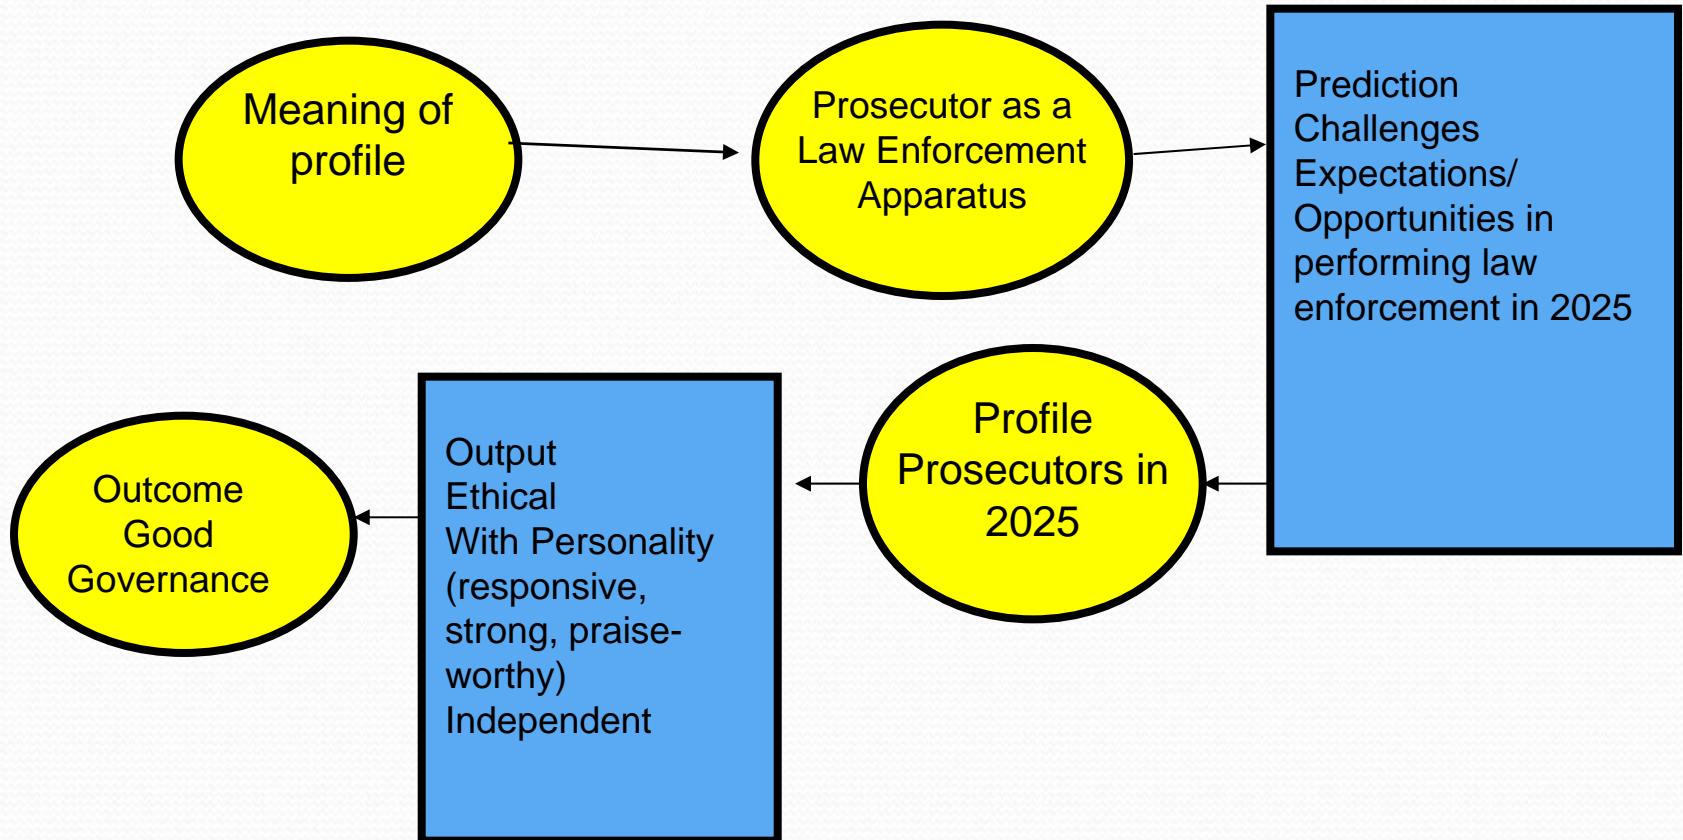 Meaning of
profile
Prosecutor as a
Law Enforcement
Apparatus
Prediction
Challenges
Expectations/
Opportunities in
performing law
enforcement in 2025
Profile
Prosecutors in
2025
Output
Ethical
With Personality
(responsive,
strong, praise-
worthy)
Independent
Outcome
Good
Governance